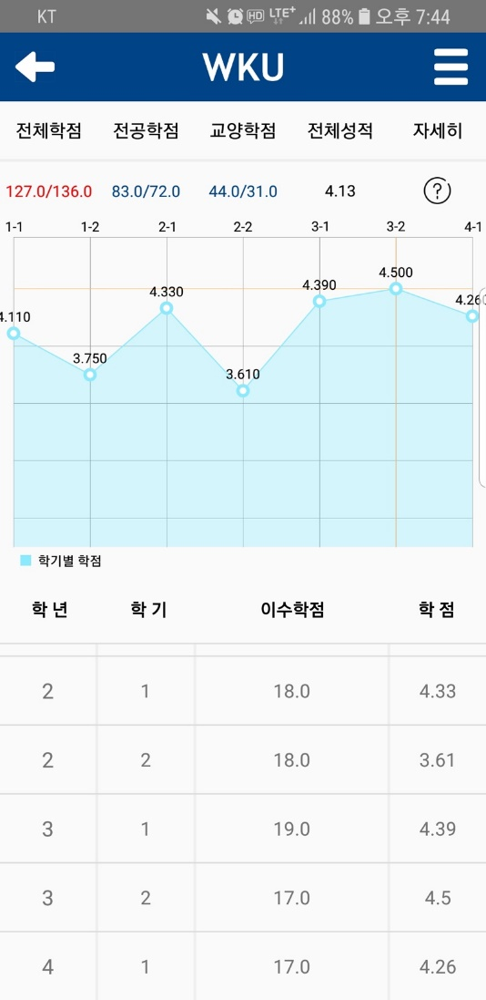 KT HD LTE+ 88% 오후 7:44
WKU
전체학점 전공학점 교양학점 전체성적 자세히
127.0/136.0 83.0/72.0 44.0/31.0 4.13 ?
1-1 1-2 2-1 2-2 3-1 3-2 4-1
4.110 3.750 4.330 3.610 4.390 4.500 4.260
학기별 학점
학 년 학 기 이수학점 학 점
2 1 18.0 4.33
2 2 18.0 3.61
3 1 19.0 4.39
3 2 17.0 4.5
4 1 17.0 4.26